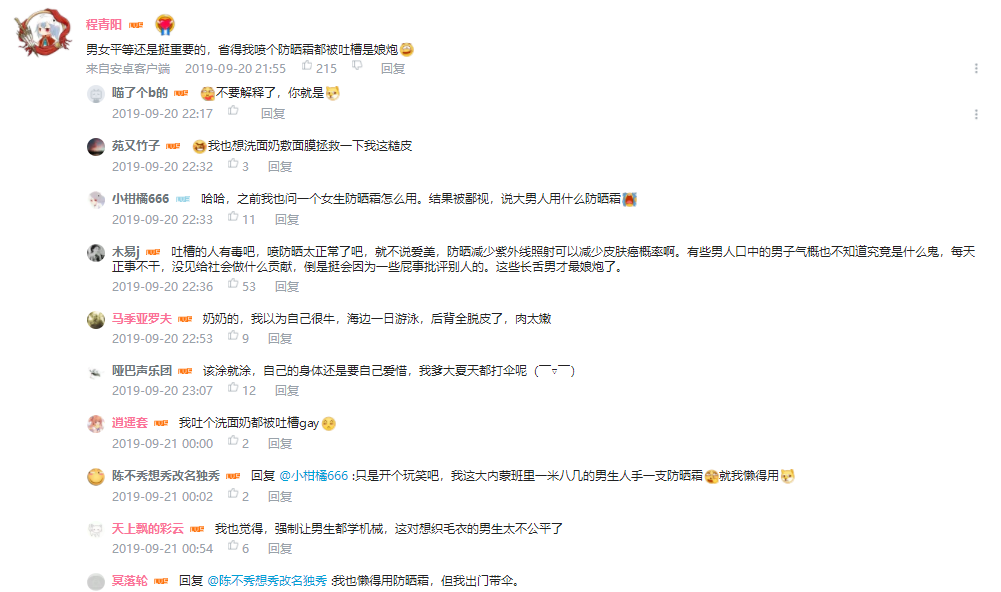 程青阳
男女平等还是挺重要的，省得我喷个防晒霜都被吐槽是娘炮
来自安卓客户端 2019-09-20 21:55 215 回复
喵了个b的 不要解释了，你就是
2019-09-20 22:17 回复
苑又竹子 我也想洗面奶敷面膜拯救一下我这糙皮
2019-09-20 22:32 3 回复
小柑橘666 哈哈，之前我也问一个女生防晒霜怎么用。结果被鄙视，说大男人用什么防晒霜
2019-09-20 22:33 11 回复
木易j 吐槽的人有毒吧，喷防晒太正常了吧，就不说爱美，防晒减少紫外线照射可以减少皮肤癌概率啊。有些男人口中的男子气概也不知道究竟是什么鬼，每天
正事不干，没见给社会做什么贡献，倒是挺会因为一些屁事批评别人的。这些长舌男才最娘炮了。
2019-09-20 22:36 53 回复
马季亚罗夫 奶奶的，我以为自己很牛，海边一日游泳，后背全脱皮了，肉太嫩
2019-09-20 22:53 9 回复
哑巴声乐团 该涂就涂，自己的身体还是要自己爱惜，我爹大夏天都打伞呢（￣▽￣）
2019-09-20 23:07 12 回复
逍遥套 我吐个洗面奶都被吐槽gay
2019-09-21 00:00 2 回复
陈不秀想秀改名独秀 回复 @小柑橘666 :只是开个玩笑吧，我这大内蒙班里一米八几的男生人手一支防晒霜就我懒得用
2019-09-21 00:02 2 回复
天上飘的彩云 我也觉得，强制让男生都学机械，这对想织毛衣的男生太不公平了
2019-09-21 00:54 6 回复
冥落轮 回复 @陈不秀想秀改名独秀 :我也懒得用防晒霜，但我出门带伞。